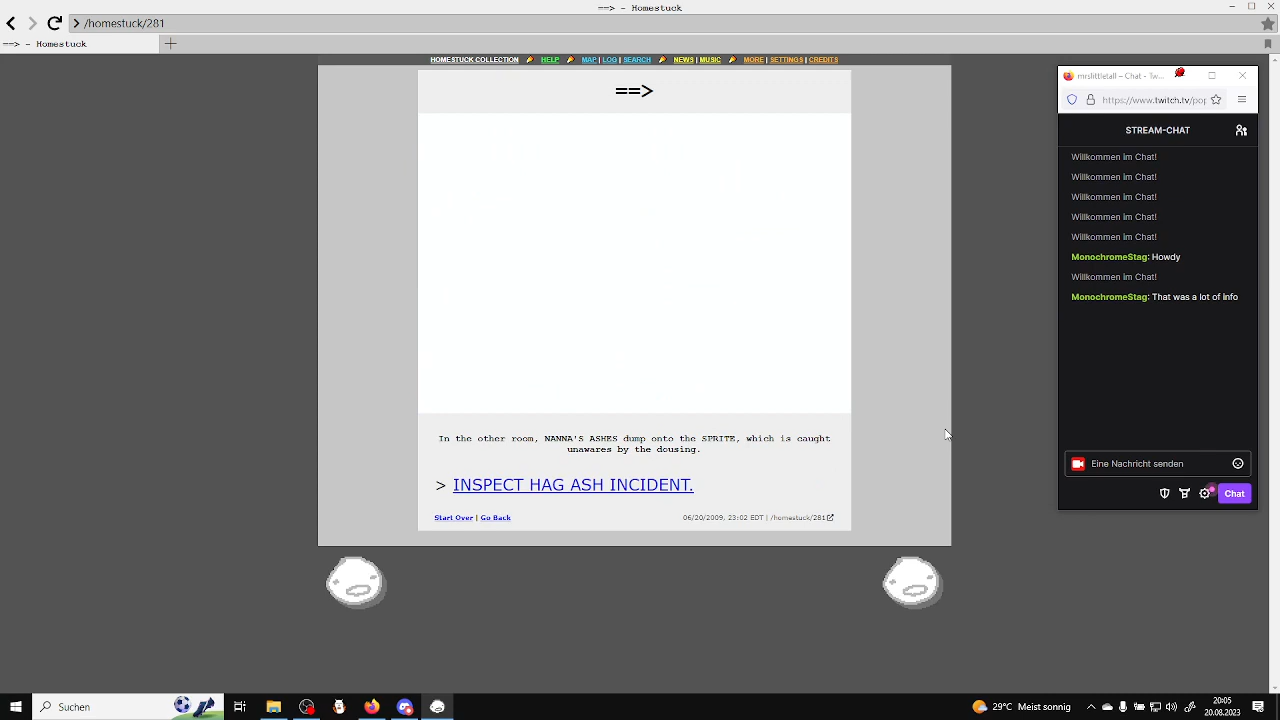 ==> - Homestuck
> /homestuck/281
==> - Homestuck
HOMESTUCK COLLECTION HELP MAP | LOG | SEARCH NEWS | MUSIC MORE | SETTINGS | CREDITS
==>
In the other room, NANNA'S ASHES dump onto the SPRITE, which is caught
unawares by the dousing.
> INSPECT HAG ASH INCIDENT.
Start Over | Go Back
06/20/2009, 23:02 EDT | /homestuck/281
mrslittletall – Chat - Tw...
https://www.twitch.tv/pop
STREAM-CHAT
Willkommen im Chat!
Willkommen im Chat!
Willkommen im Chat!
Willkommen im Chat!
Willkommen im Chat!
MonochromeStag: Howdy
Willkommen im Chat!
MonochromeStag: That was a lot of info
Eine Nachricht senden
Chat
Suchen
29°C Meist sonnig
20:05
20.08.2023